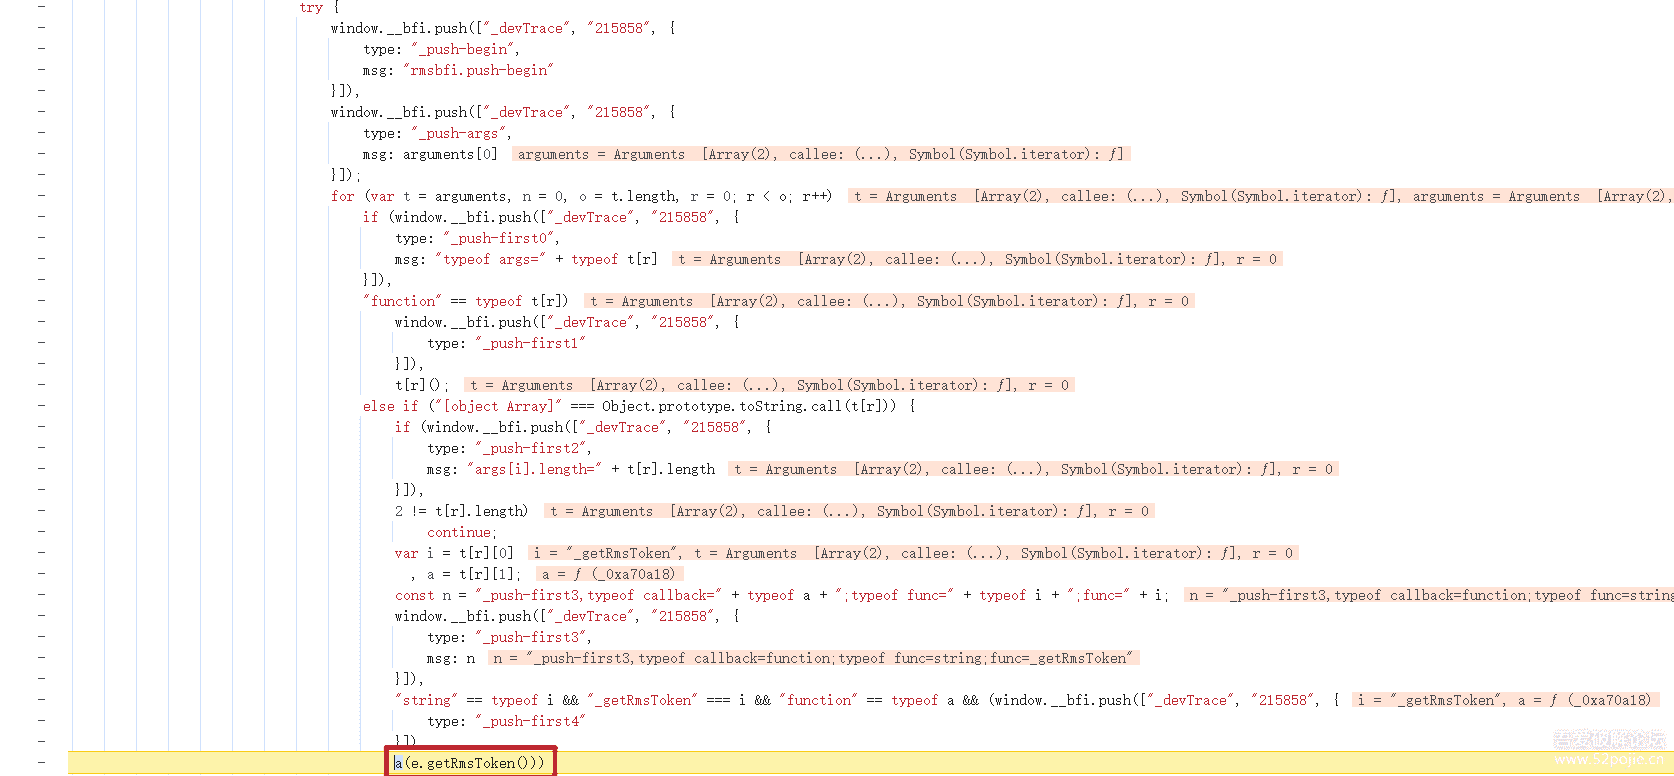 try {
window.__bfi.push(["_devTrace", "215858", {
type: "_push-begin",
msg: "rmsbfi.push-begin"
}]),
window.__bfi.push(["_devTrace", "215858", {
type: "_push-args",
msg: arguments[0] arguments = Arguments [Array(2), callee: (...), Symbol(Symbol.iterator): ƒ]
}]);
for (var t = arguments, n = 0, o = t.length, r = 0; r < o; r++) t = Arguments [Array(2), callee: (...), Symbol(Symbol.iterator): ƒ], arguments = Arguments [Array(2),
if (window.__bfi.push(["_devTrace", "215858", {
type: "_push-first0",
msg: "typeof args=" + typeof t[r] t = Arguments [Array(2), callee: (...), Symbol(Symbol.iterator): ƒ], r = 0
}]),
"function" == typeof t[r]) t = Arguments [Array(2), callee: (...), Symbol(Symbol.iterator): ƒ], r = 0
window.__bfi.push(["_devTrace", "215858", {
type: "_push-first1"
}]),
t[r](); t = Arguments [Array(2), callee: (...), Symbol(Symbol.iterator): ƒ], r = 0
else if ("[object Array]" === Object.prototype.toString.call(t[r])) {
if (window.__bfi.push(["_devTrace", "215858", {
type: "_push-first2",
msg: "args[i].length=" + t[r].length t = Arguments [Array(2), callee: (...), Symbol(Symbol.iterator): ƒ], r = 0
}]),
2 != t[r].length) t = Arguments [Array(2), callee: (...), Symbol(Symbol.iterator): ƒ], r = 0
continue;
var i = t[r][0] i = "_getRmsToken", t = Arguments [Array(2), callee: (...), Symbol(Symbol.iterator): ƒ], r = 0
, a = t[r][1]; a = ƒ (_0xa70a18)
const n = "_push-first3,typeof callback=" + typeof a + ";typeof func=" + typeof i + ";func=" + i; n = "_push-first3,typeof callback=function;typeof func=string
window.__bfi.push(["_devTrace", "215858", {
type: "_push-first3",
msg: n n = "_push-first3,typeof callback=function;typeof func=string;func=_getRmsToken"
}]),
"string" == typeof i && "_getRmsToken" === i && "function" == typeof a && (window.__bfi.push(["_devTrace", "215858", { i = "_getRmsToken", a = ƒ (_0xa70a18)
type: "_push-first4"
}])
a(e.getRmsToken()))
吾爱破解论坛
www.52pojie.cn